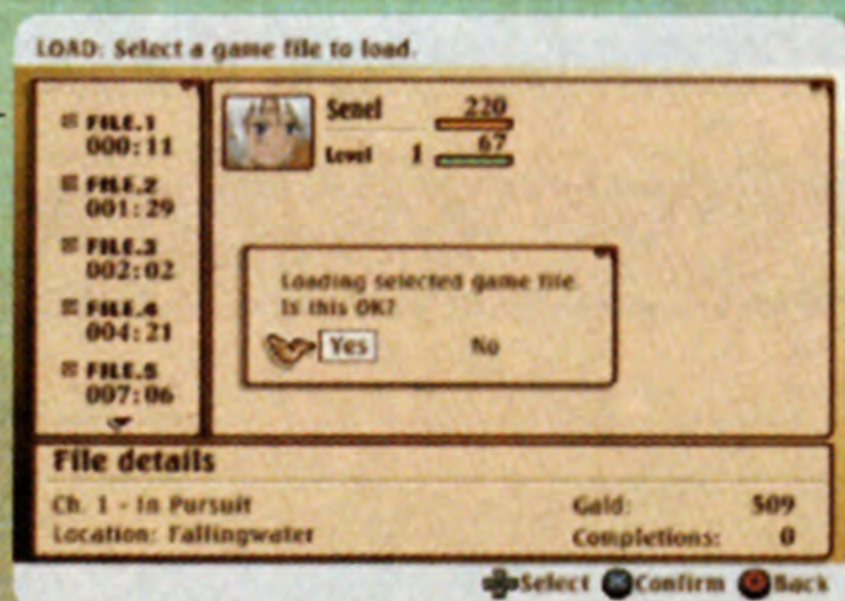 LOAD: Select a game file to load.
FILE.1
000:11
FILE.2
001:29
FILE.3
002:02
FILE.4
004:21
FILE.5
007:06
Senel 220
Level 1 67
Loading selected game file.
Is this OK?
Yes No
File details
Ch. 1 - In Pursuit
Gald: 509
Location: Fallingwater
Completions: 0
Select Confirm Back